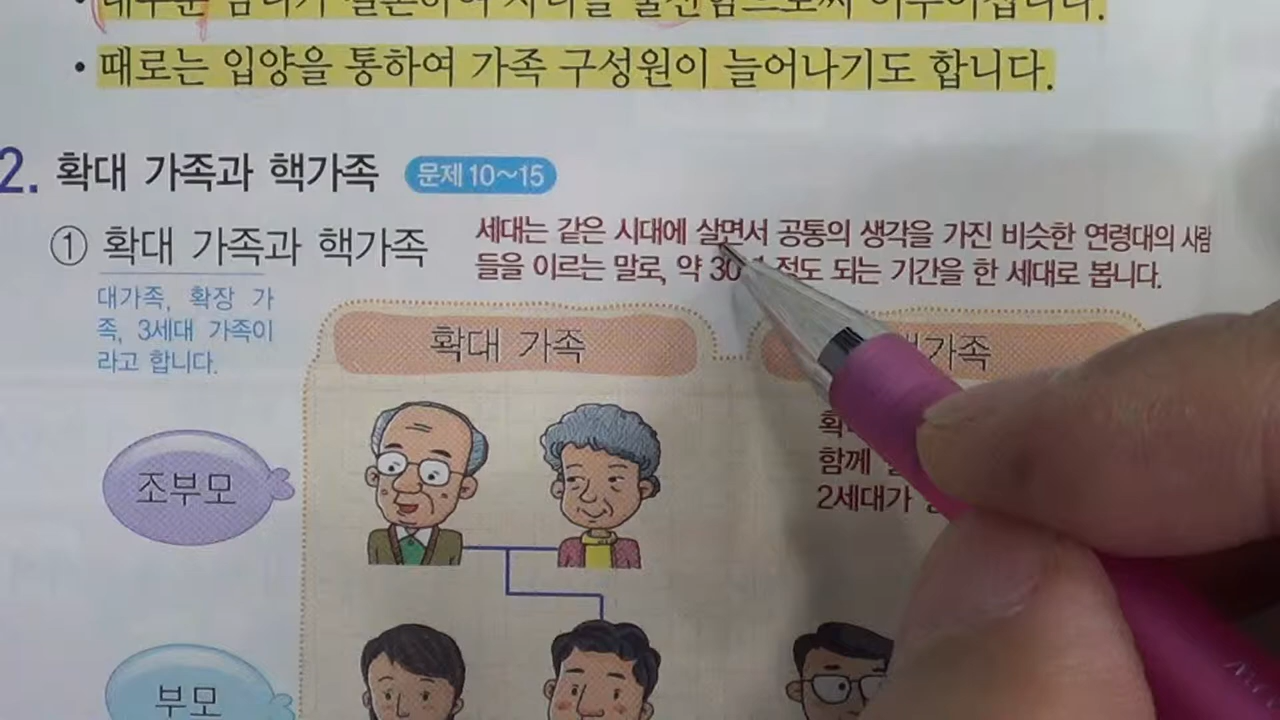 때로는 입양을 통하여 가족 구성원이 늘어나기도 합니다.
2. 확대 가족과 핵가족 문제 10~15
① 확대 가족과 핵가족
세대는 같은 시대에 살면서 공통의 생각을 가진 비슷한 연령대의 사람
들을 이르는 말로, 약 정도 되는 기간을 한 세대로 봅니다.
대가족, 확장 가
족, 3세대 가족이
라고 합니다.
확대 가족
조부모
함께
2세대가
부모